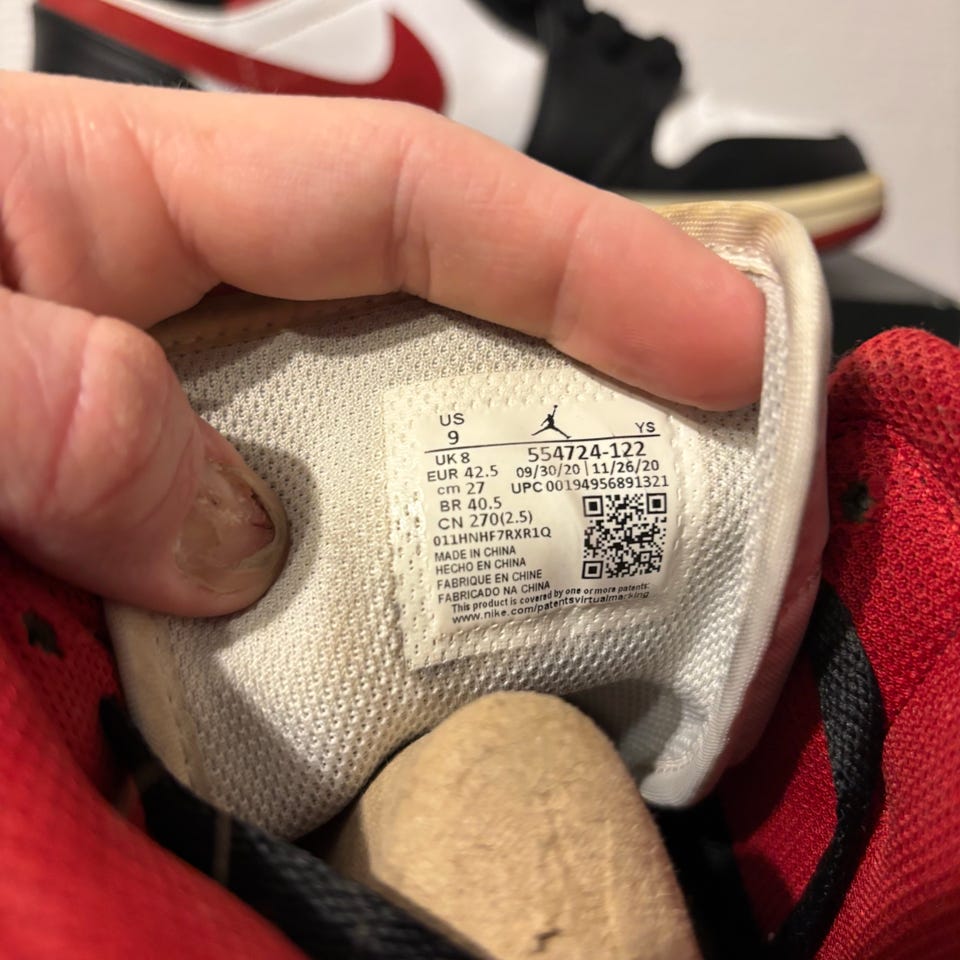 US
9
YS
UK 8
554724-122
EUR 42.5
09/30/20 | 11/26/20
cm 27
UPC 00194956891321
BR 40.5
CN 270(2.5)
011HNHF7RXR1Q
MADE IN CHINA
HECHO EN CHINA
FABRIQUE EN CHINE
FABRICADO NA CHINA
This product is covered by one or more patents:
www.nike.com/patentsvirtualmarking